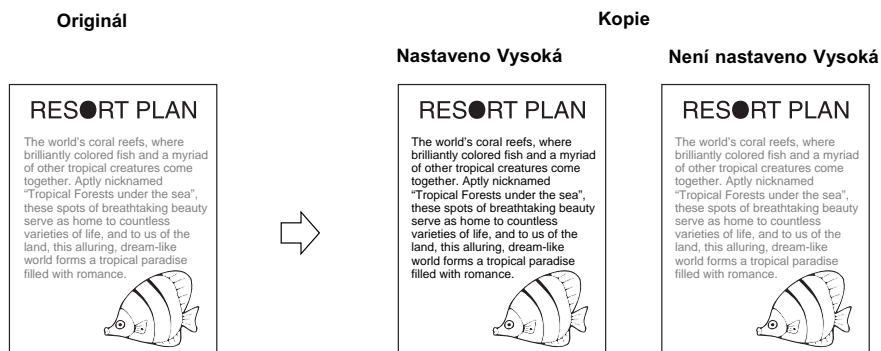 Originál
Kopie
Nastaveno Vysoká
Není nastaveno Vysoká
RESORT PLAN
The world's coral reefs, where
brilliantly colored fish and a myriad
of other tropical creatures come
together. Aptly nicknamed
“Tropical Forests under the sea”,
these spots of breathtaking beauty
serve as home to countless
varieties of life, and to us of the
land, this alluring, dream-like
world forms a tropical paradise
filled with romance.
RESORT PLAN
The world's coral reefs, where
brilliantly colored fish and a myriad
of other tropical creatures come
together. Aptly nicknamed
“Tropical Forests under the sea”,
these spots of breathtaking beauty
serve as home to countless
varieties of life, and to us of the
land, this alluring, dream-like
world forms a tropical paradise
filled with romance.
RESORT PLAN
The world's coral reefs, where
brilliantly colored fish and a myriad
of other tropical creatures come
together. Aptly nicknamed
“Tropical Forests under the sea”,
these spots of breathtaking beauty
serve as home to countless
varieties of life, and to us of the
land, this alluring, dream-like
world forms a tropical paradise
filled with romance.